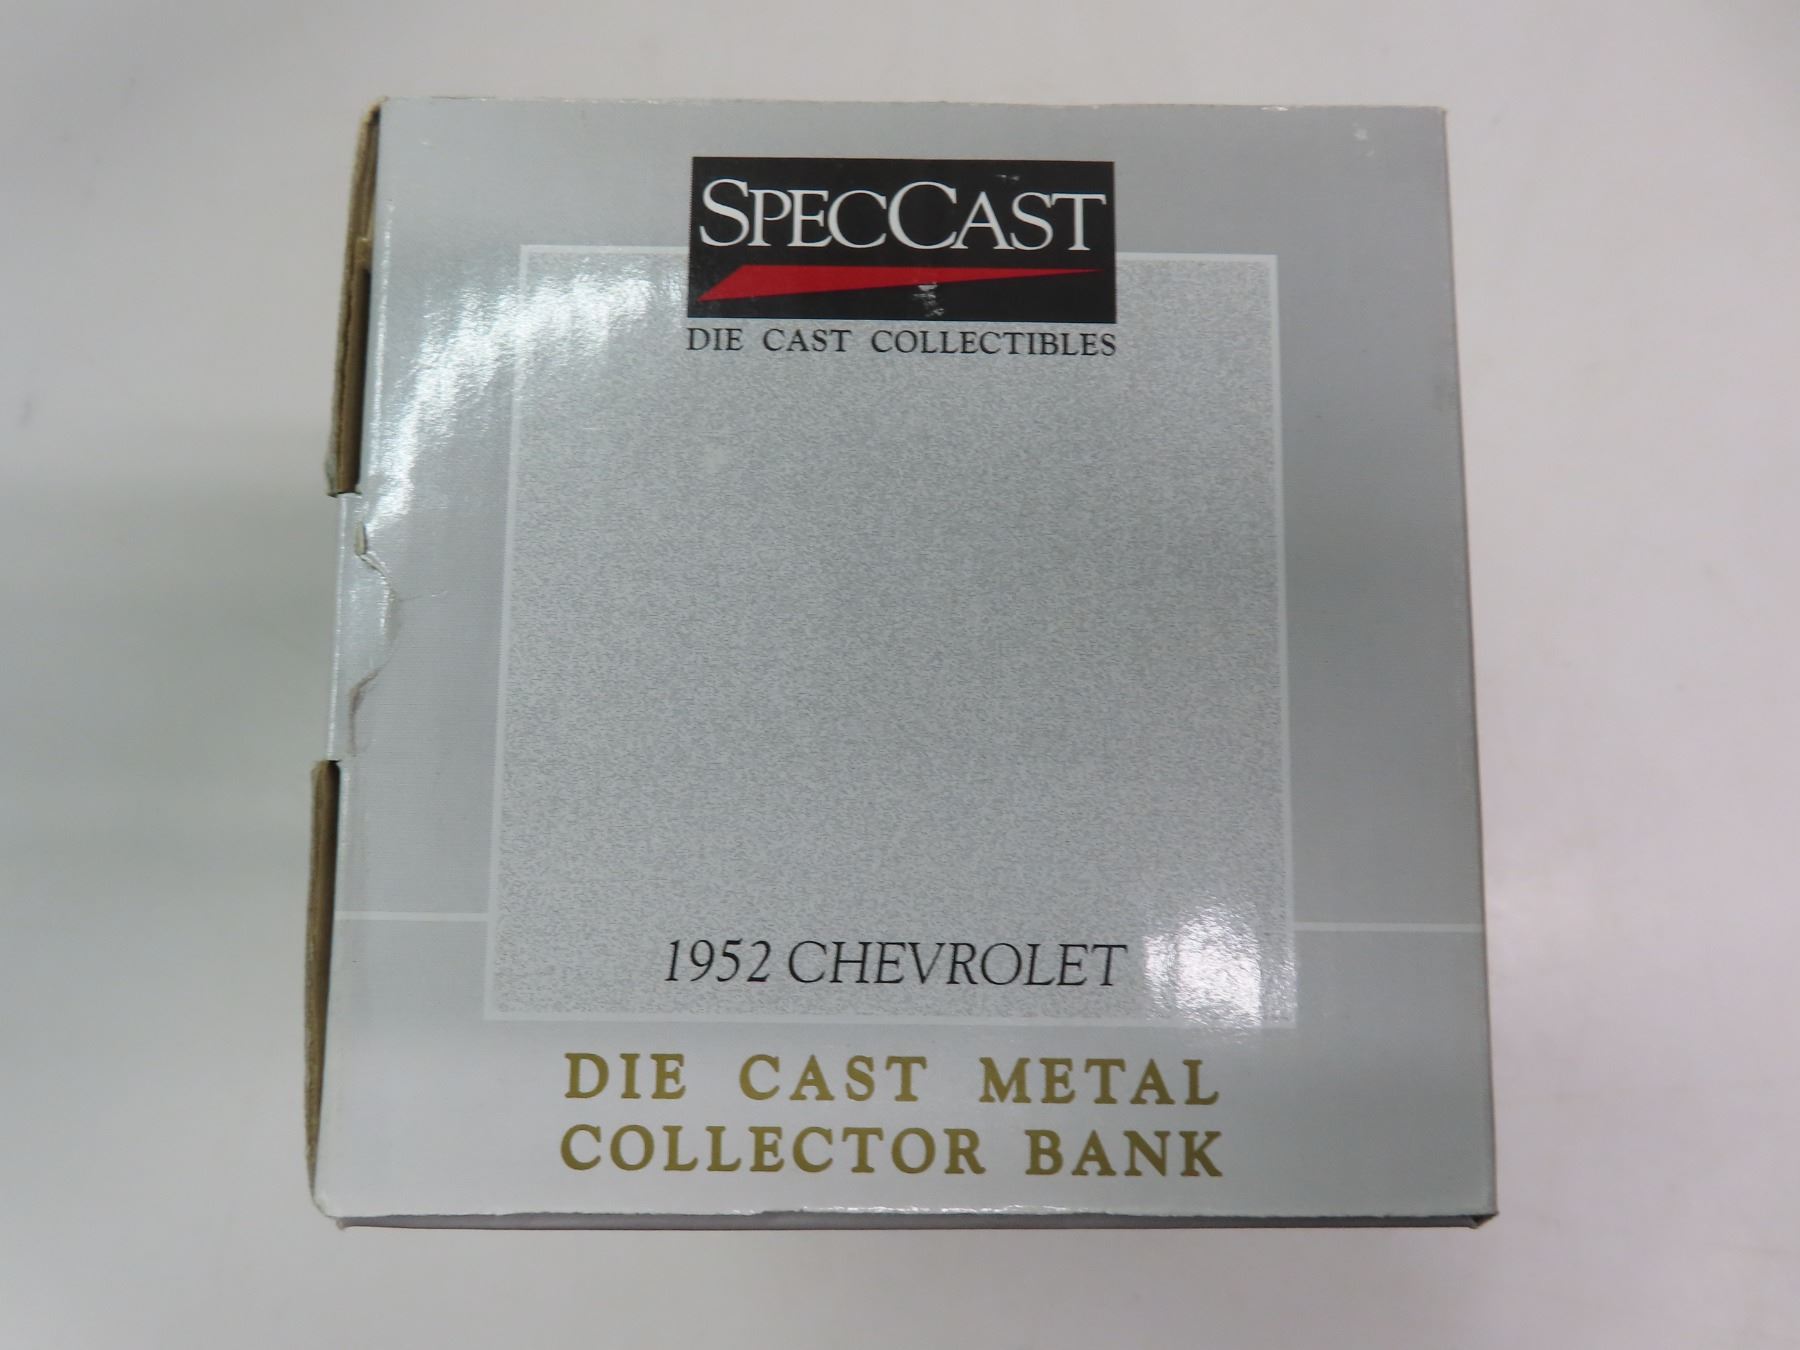 SPECCAST
DIE CAST COLLECTIBLES
1952 CHEVROLET
DIE CAST METAL
COLLECTOR BANK